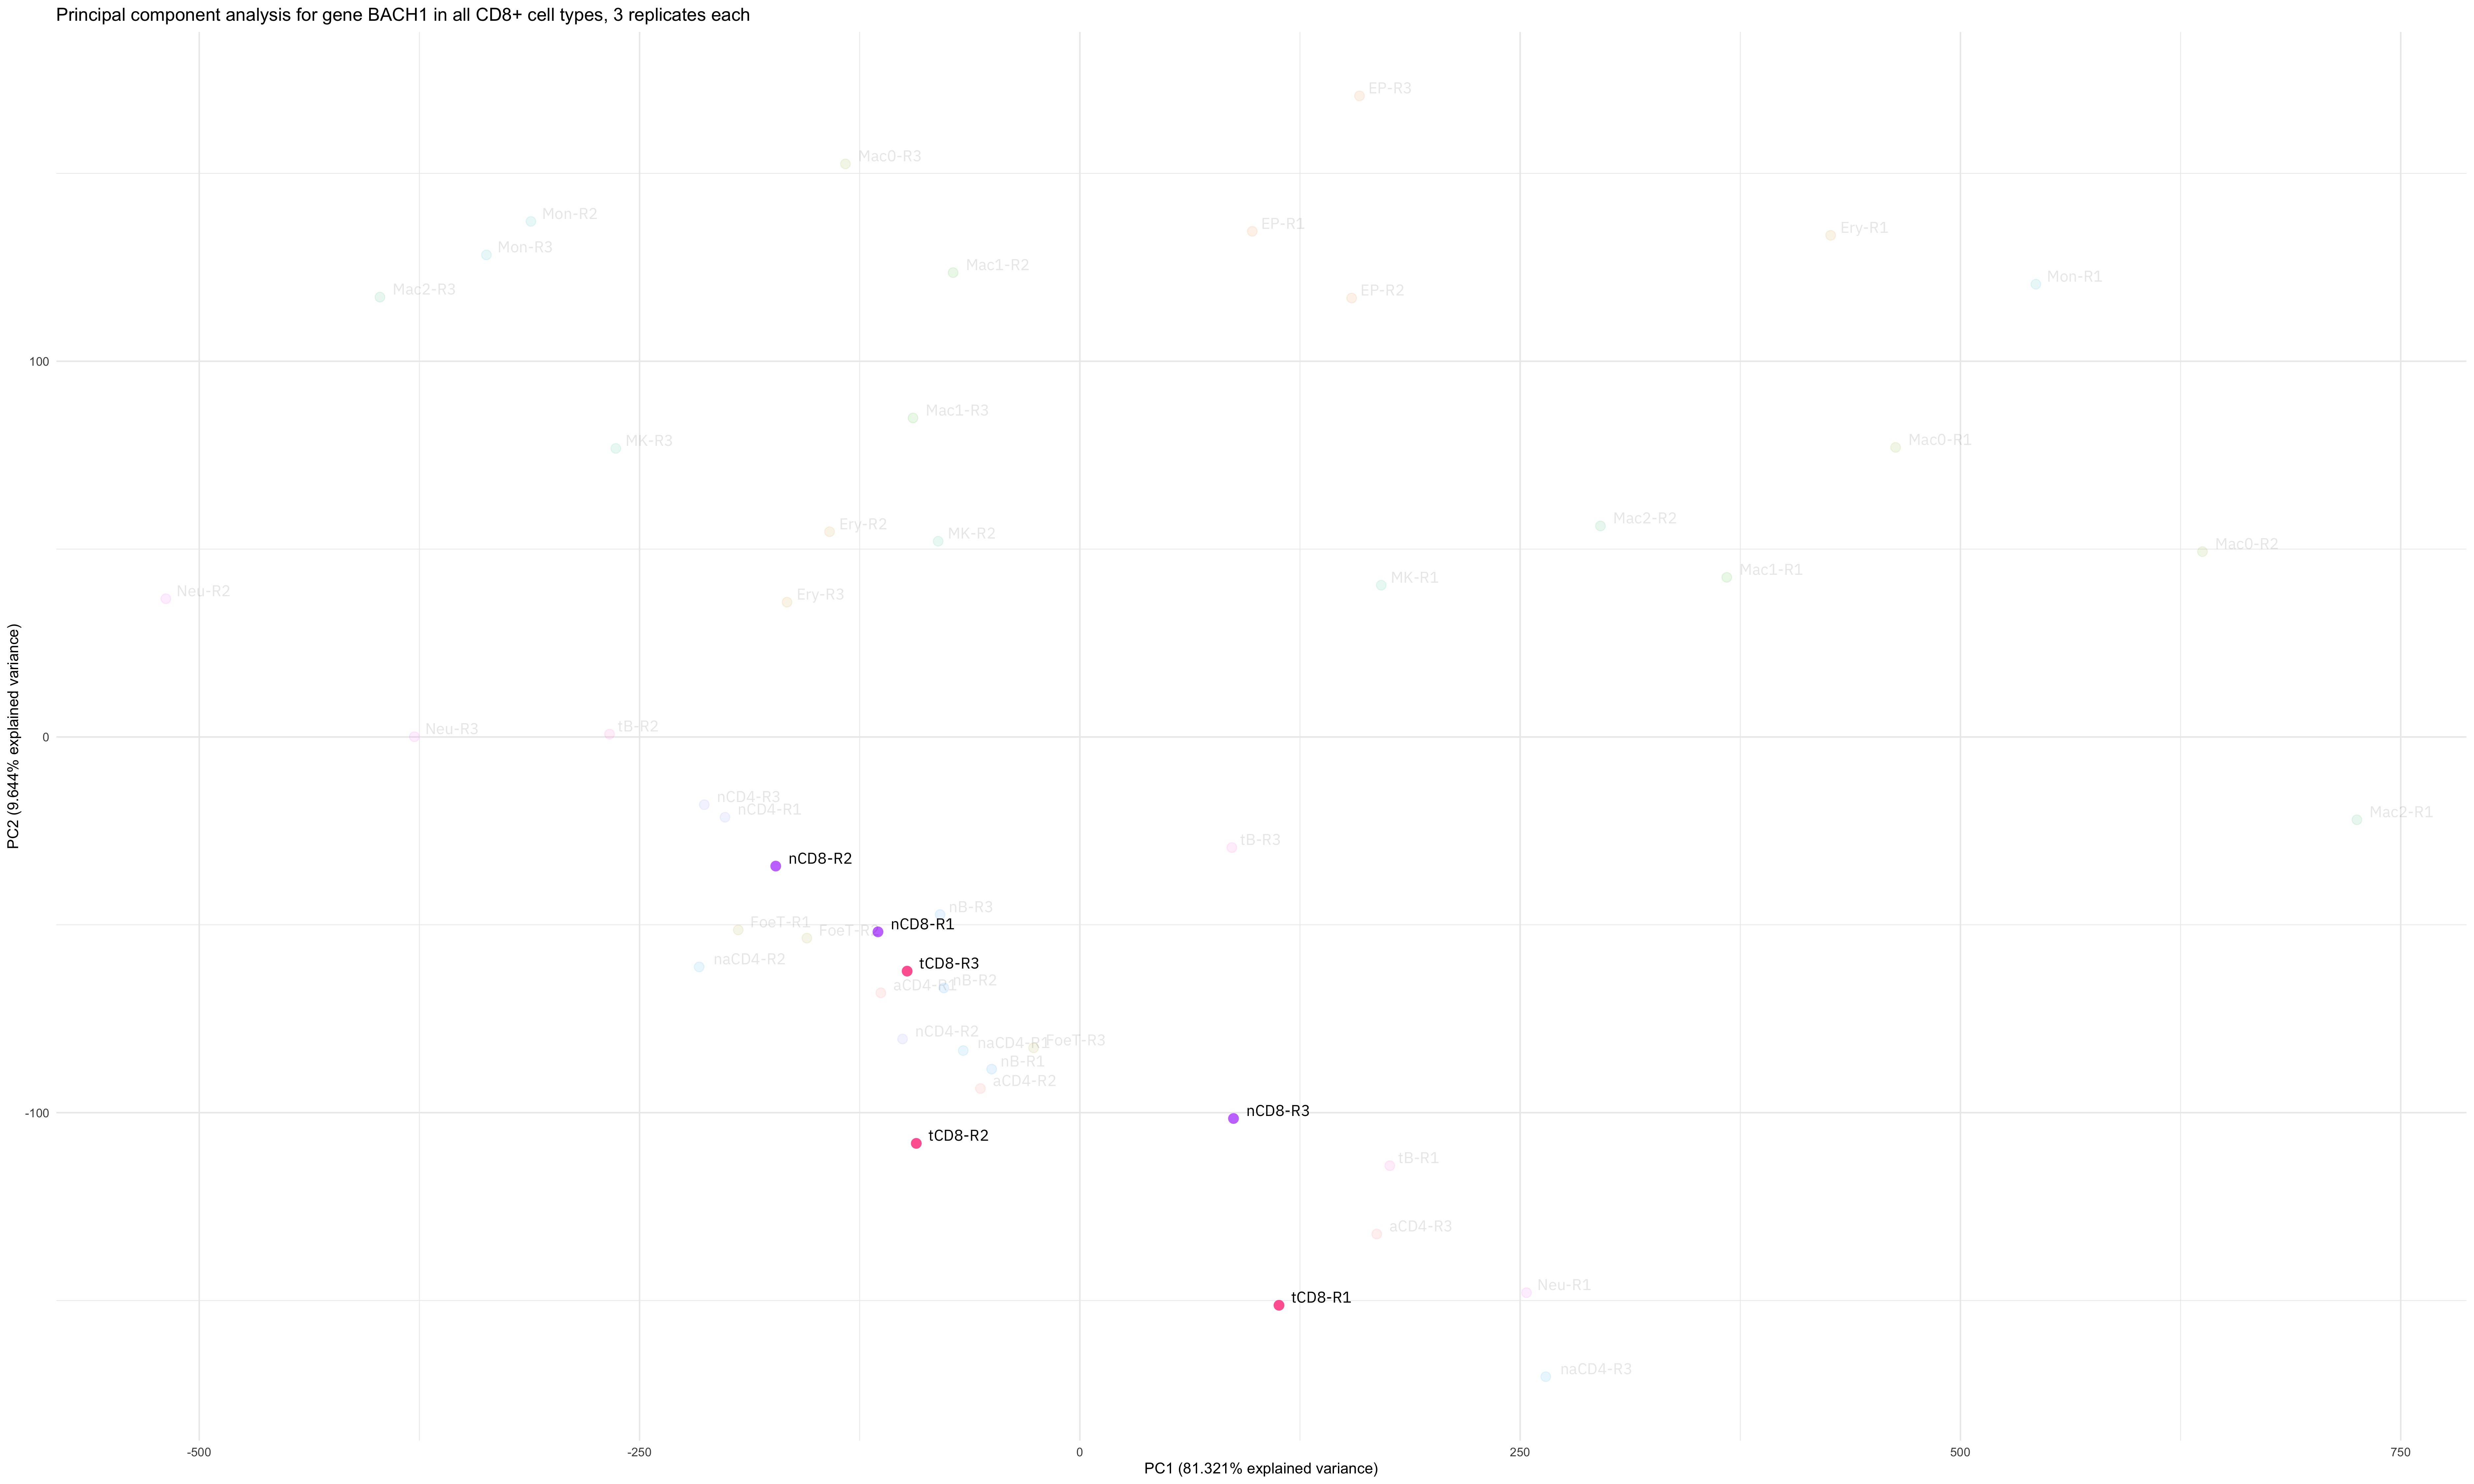 Principal component analysis for gene BACH1 in all CD8+ cell types, 3 replicates each
EP-R3
Mac0-R3
Mon-R2
EP-R1
Ery-R1
Mon-R3
Mac1-R2
Mon-R1
Mac2-R3
EP-R2
100
Mac1-R3
MK-R3
Mac0-R1
Ery-R2
MK-R2
Mac2-R2
Mac0-R2
Mac1-R1
MK-R1
Neu-R2
Ery-R3
Neu-R3
tB-R2
0
PC2 (9.644% explained variance)
nCD4-R3
nCD4-R1
Mac2-R1
tB-R3
nCD8-R2
nB-R3
FoeT-R1
nCD8-R1
naCD4-R2
tCD8-R3
nB-R2
aCD4-R1
nCD4-R2
naCD4-R1
FoeT-R3
nB-R1
aCD4-R2
-100
nCD8-R3
tCD8-R2
tB-R1
aCD4-R3
Neu-R1
tCD8-R1
naCD4-R3
-500
-250
0
250
500
750
PC1 (81.321% explained variance)